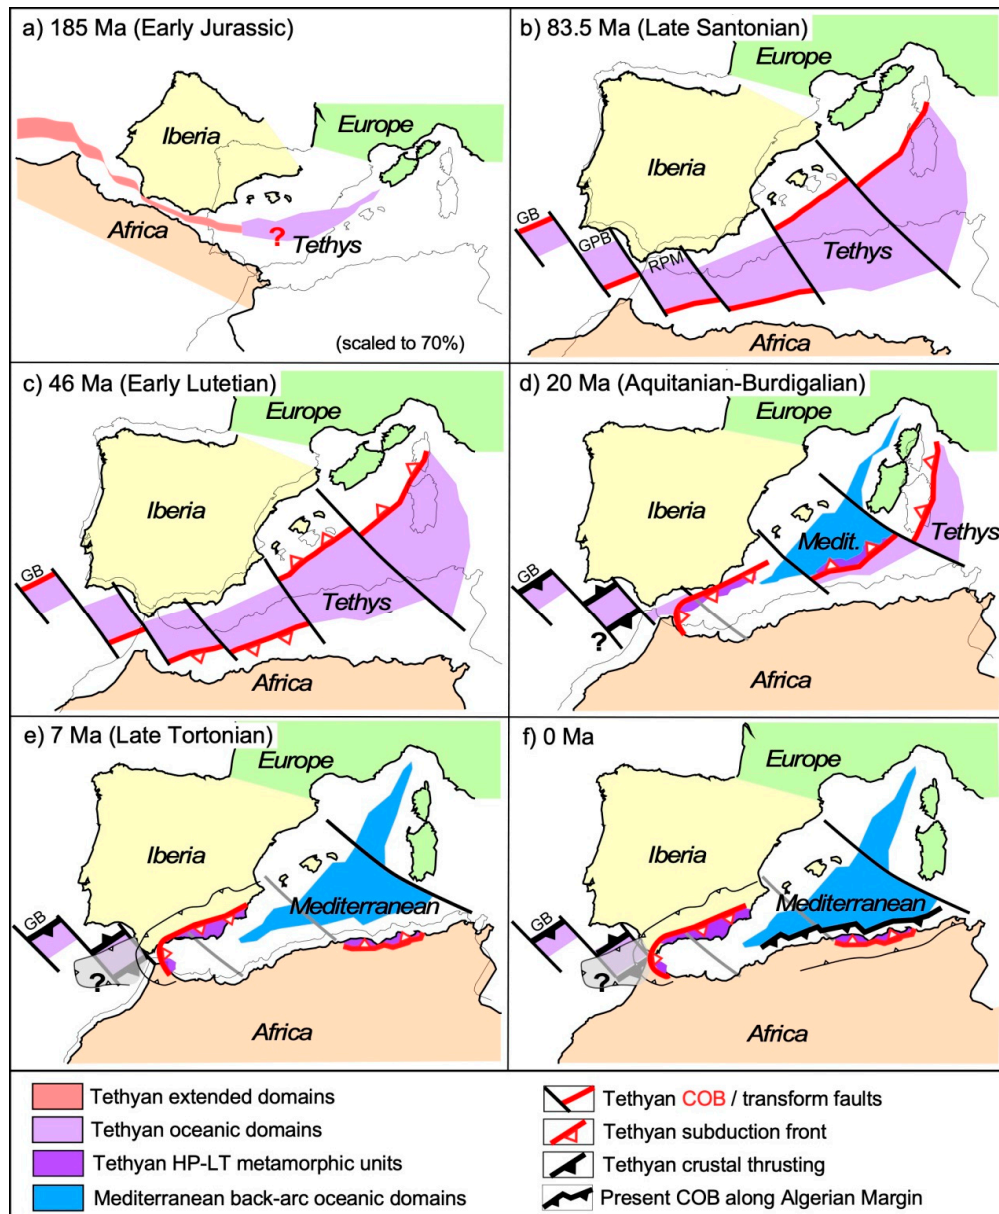 a) 185 Ma (Early Jurassic)
Iberia
Europe
Africa
?
Tethys
(scaled to 70%)
b) 83.5 Ma (Late Santonian)
Europe
Iberia
GB
GPB
RPM
Tethys
Africa
c) 46 Ma (Early Lutetian)
Europe
Iberia
GB
Tethys
Africa
d) 20 Ma (Aquitanian-Burdigalian)
Europe
Iberia
Medit.
Tethys
GB
?
Africa
e) 7 Ma (Late Tortonian)
Europe
Iberia
Mediterranean
GB
?
Africa
f) 0 Ma
Europe
Iberia
Mediterranean
GB
?
Africa
Tethyan extended domains
Tethyan oceanic domains
Tethyan HP-LT metamorphic units
Mediterranean back-arc oceanic domains
Tethyan COB / transform faults
Tethyan subduction front
Tethyan crustal thrusting
Present COB along Algerian Margin